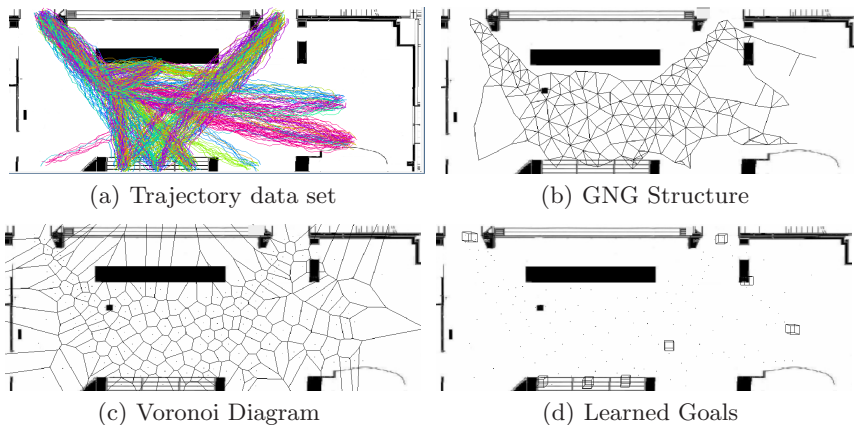 (a) Trajectory data set
(b) GNG Structure
(c) Voronoi Diagram
(d) Learned Goals